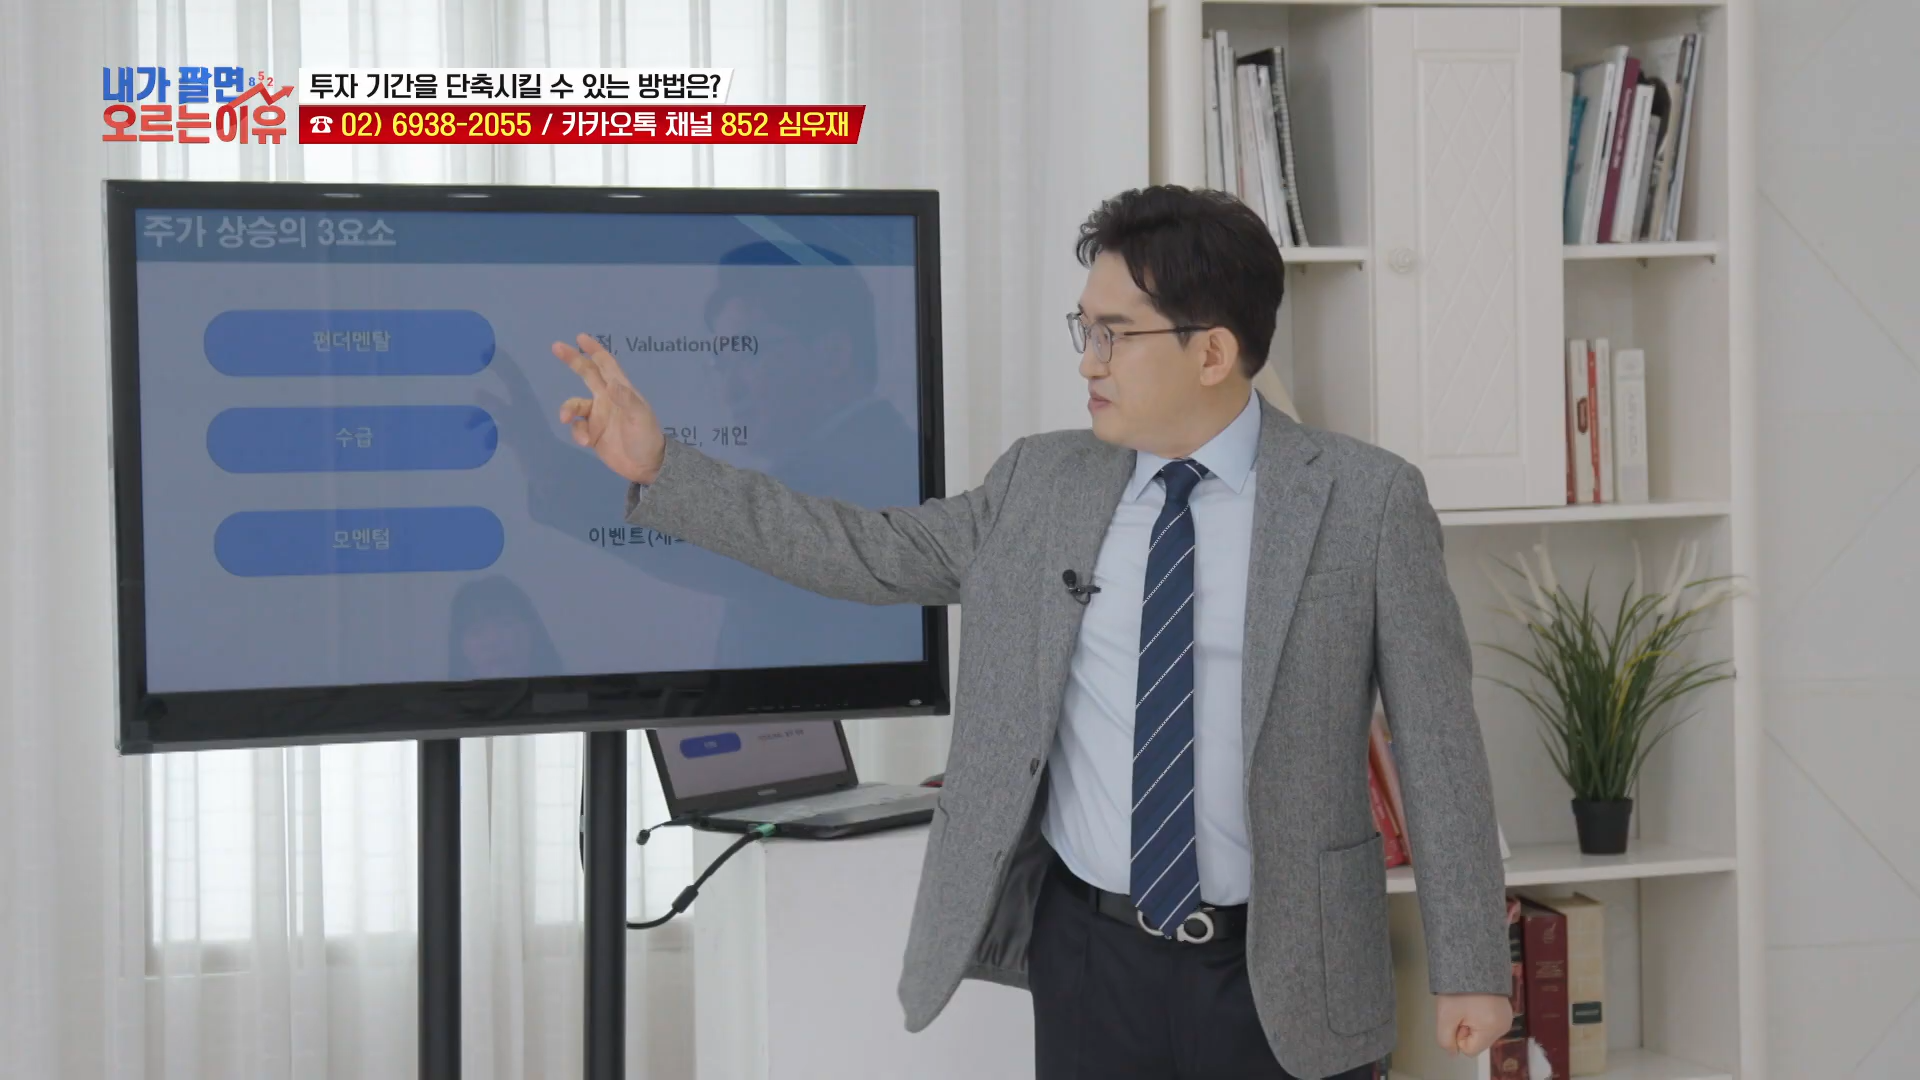 내가 팔면 852
오르는이유
투자 기간을 단축시킬 수 있는 방법은?
☎ 02) 6938-2055 / 카카오톡 채널 852 심우재
주가 상승의 3요소
펀더멘탈
Valuation(PER)
수급
개인
모멘텀
이벤트(